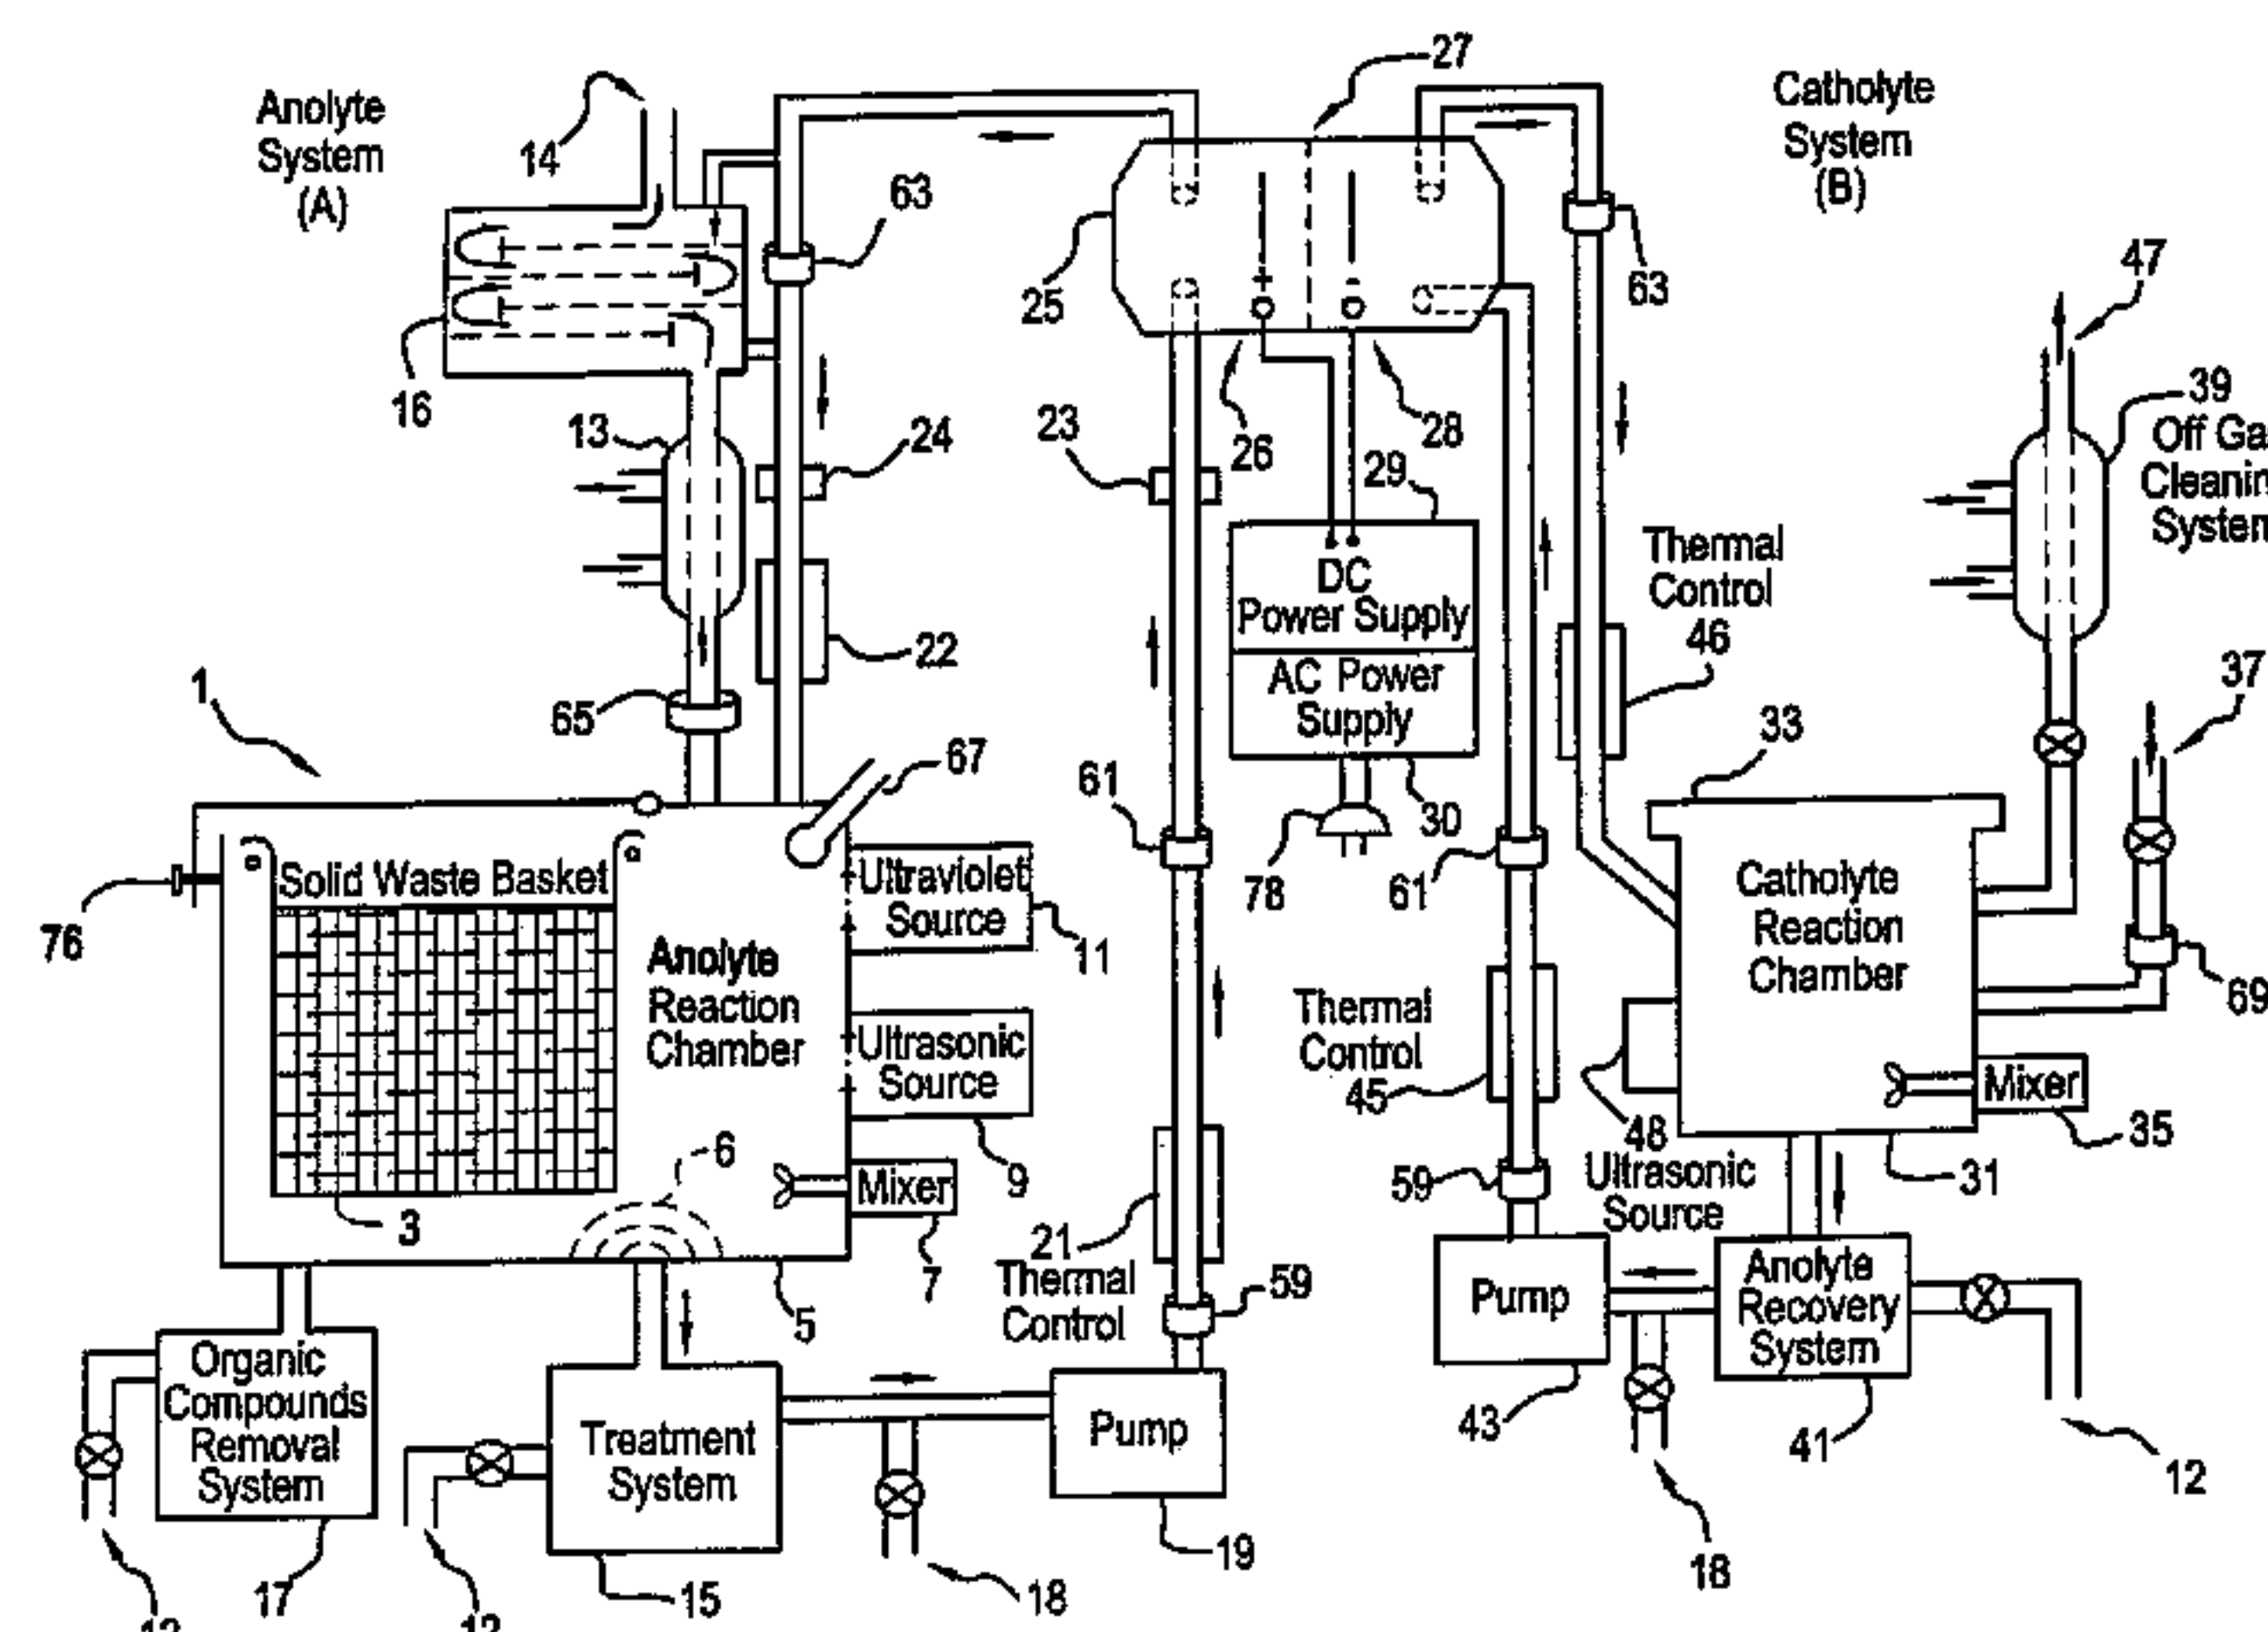 Anolyte
System
(A)
14
27
Catholyte
System
(B)
63
63
25
47
16
13
24
23
26
28
29
39
Off Ga
Cleanin
System
DC
Power Supply
AC Power
Supply
Thermal
Control
46
22
1
65
67
61
78
30
61
33
37
76
Solid Waste Basket
Ultraviolet
Source
11
Anolyte
Reaction
Chamber
Ultrasonic
Source
9
Catholyte
Reaction
Chamber
69
Thermal
Control
45
48
Ultrasonic
Source
Mixer
35
31
6
Mixer
7
3
5
21
Thermal
Control
59
59
Pump
43
Anolyte
Recovery
System
41
12
18
Organic
Compounds
Removal
System
17
Treatment
System
15
18
Pump
19
+
-